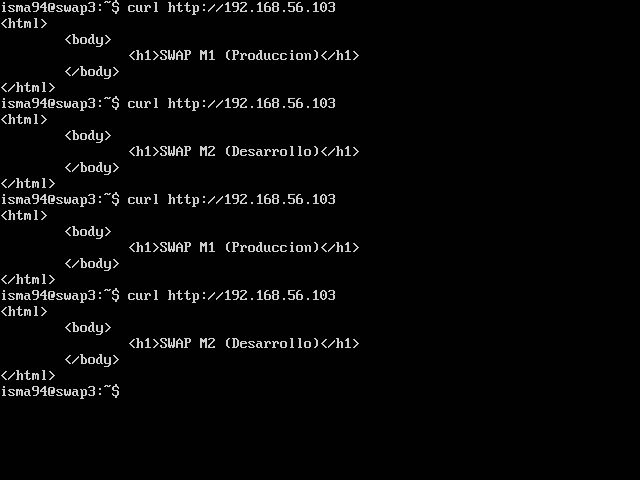 isma94@swap3:~$ curl http://192.168.56.103
<html>
        <body>
                <h1>SWAP M1 (Produccion)</h1>
        </body>
</html>
isma94@swap3:~$ curl http://192.168.56.103
<html>
        <body>
                <h1>SWAP M2 (Desarrollo)</h1>
        </body>
</html>
isma94@swap3:~$ curl http://192.168.56.103
<html>
        <body>
                <h1>SWAP M1 (Produccion)</h1>
        </body>
</html>
isma94@swap3:~$ curl http://192.168.56.103
<html>
        <body>
                <h1>SWAP M2 (Desarrollo)</h1>
        </body>
</html>
isma94@swap3:~$